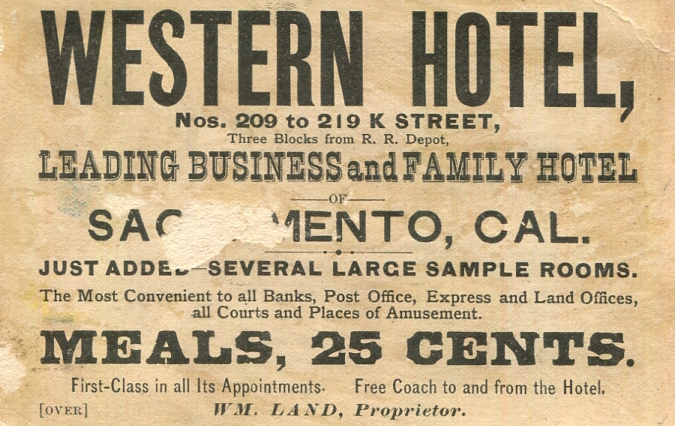 WESTERN HOTEL,
Nos. 209 to 219 K STREET,
Three Blocks from R. R. Depot,
LEADING BUSINESS and FAMILY HOTEL
OF
SAC MENTO, CAL.
JUST ADDED—SEVERAL LARGE SAMPLE ROOMS.
The Most Convenient to all Banks, Post Office, Express and Land Offices,
all Courts and Places of Amusement.
MEALS, 25 CENTS.
First-Class in all Its Appointments. Free Coach to and from the Hotel.
[OVER] WM. LAND, Proprietor.